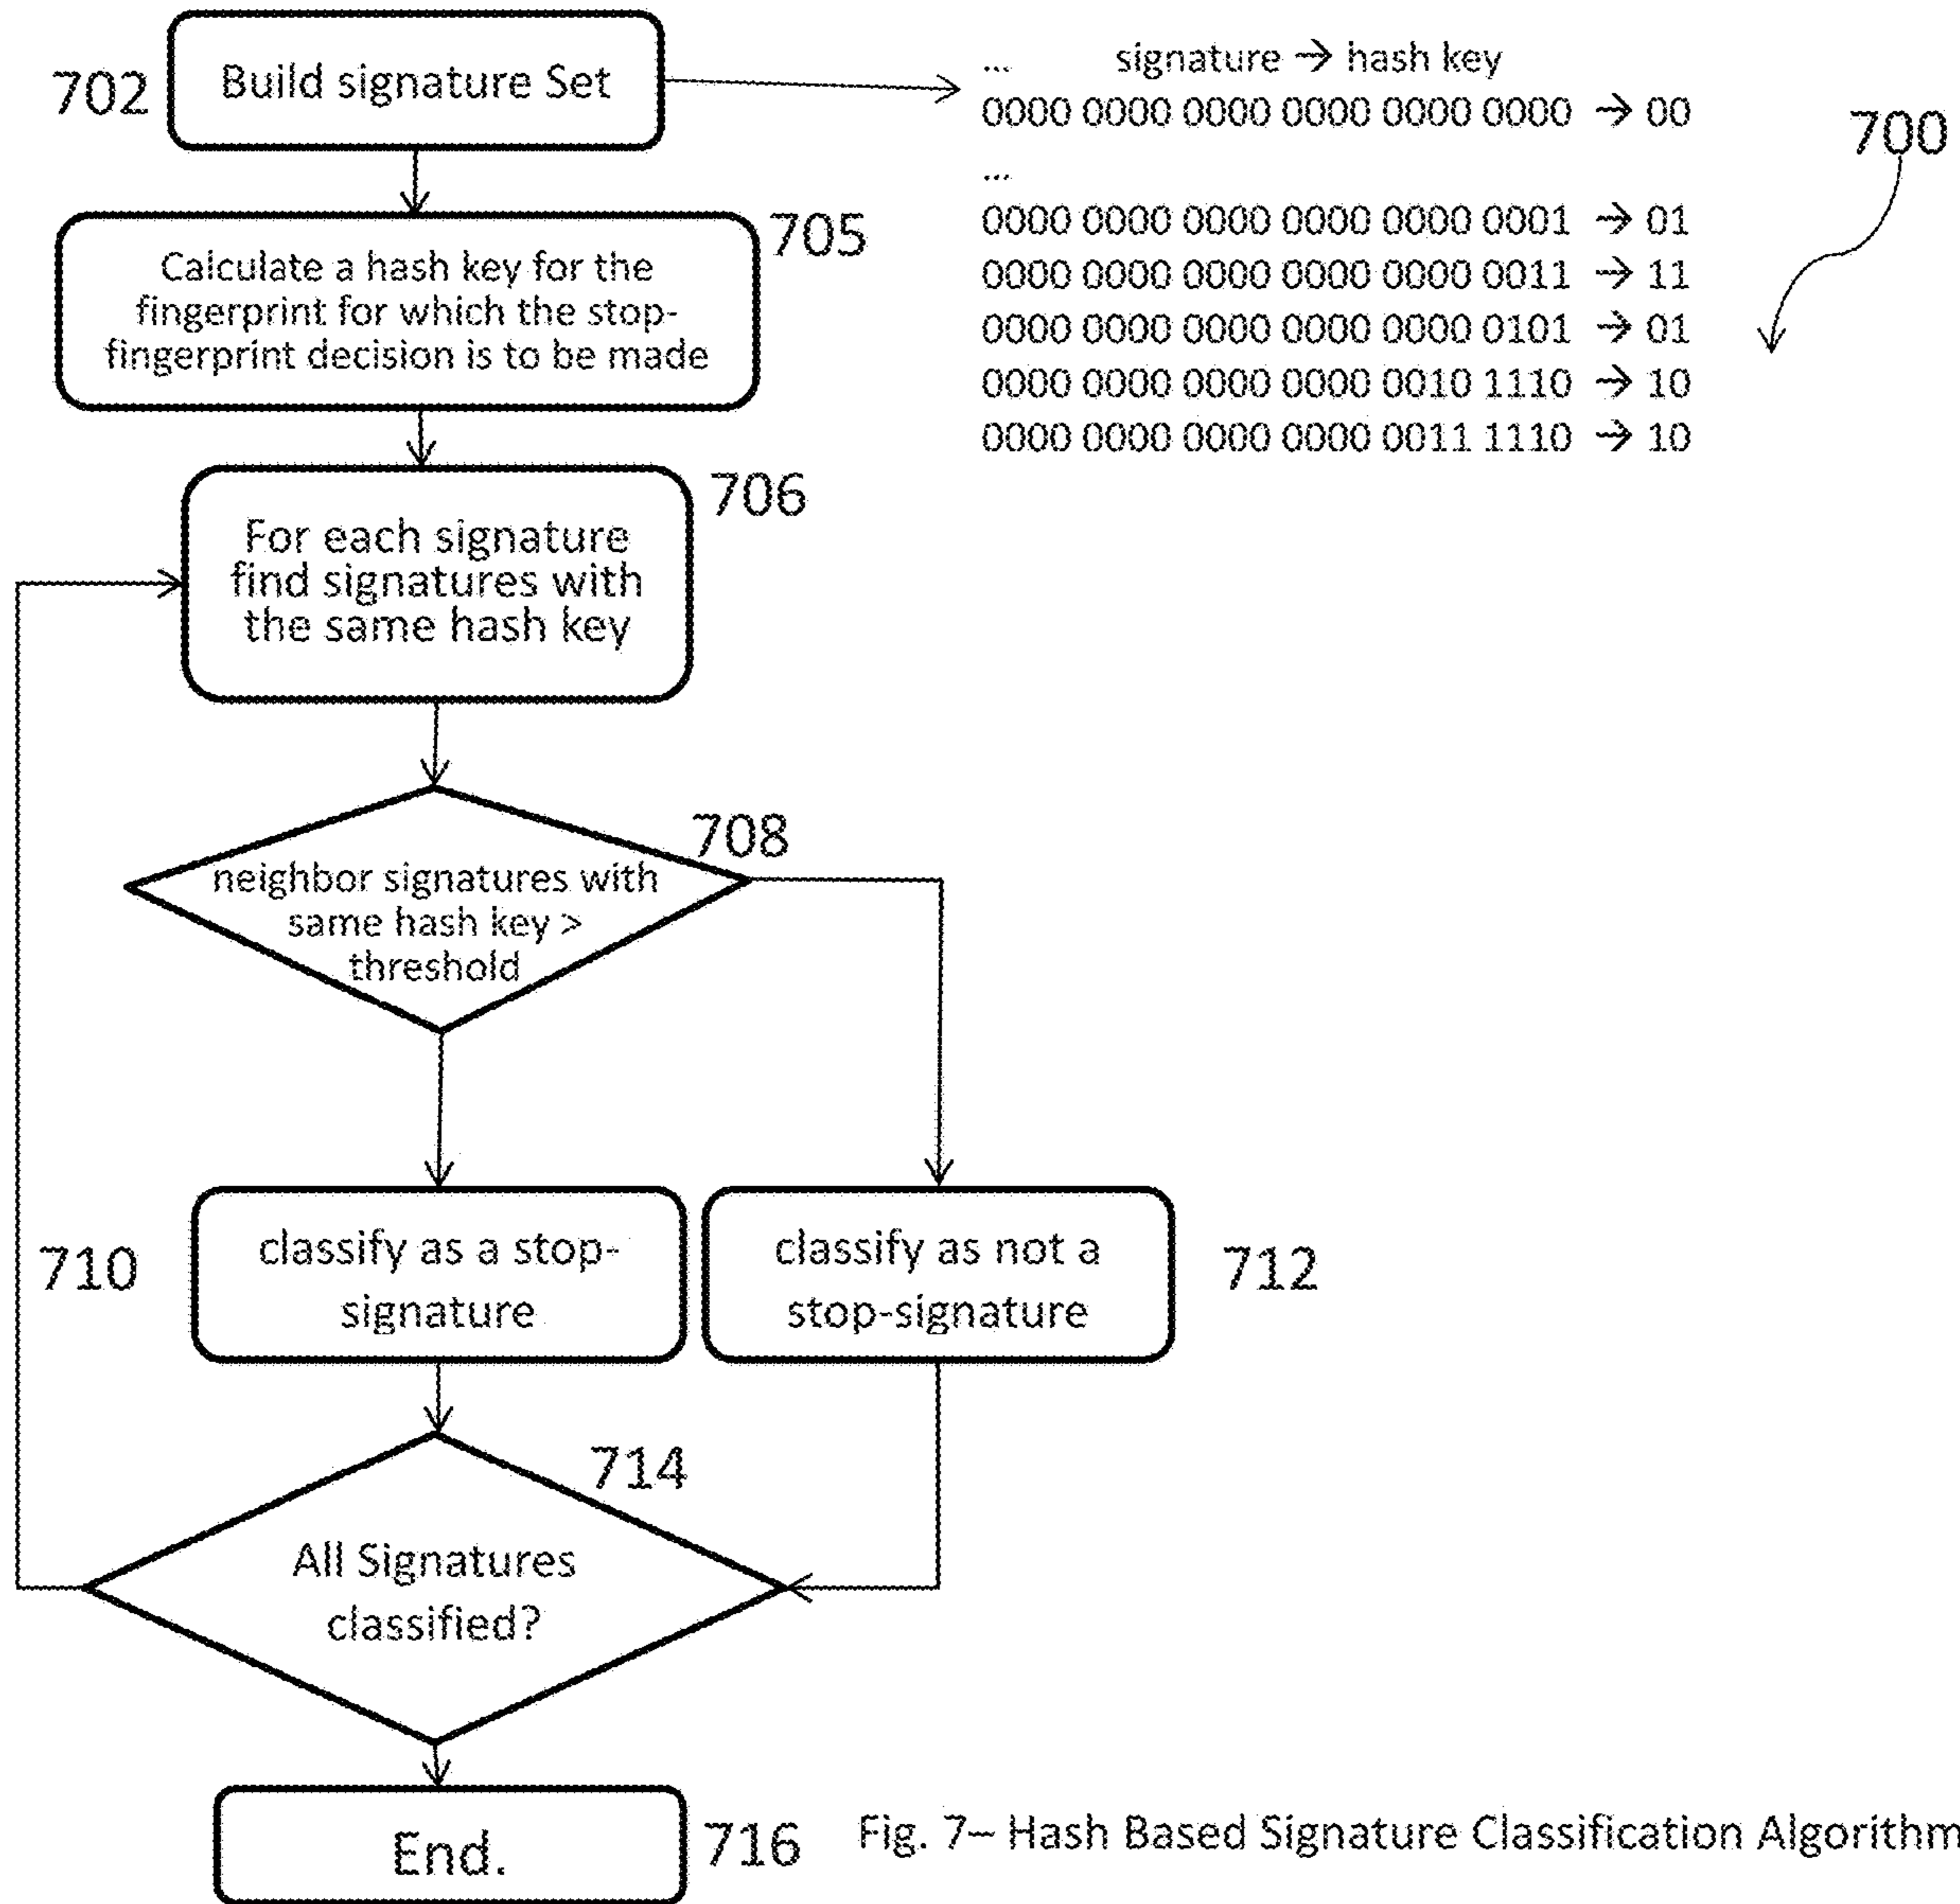 702
Build signature Set
... signature → hash key
0000 0000 0000 0000 0000 0000 → 00
...
0000 0000 0000 0000 0000 0001 → 01
0000 0000 0000 0000 0000 0011 → 11
0000 0000 0000 0000 0000 0101 → 01
0000 0000 0000 0000 0010 1110 → 10
0000 0000 0000 0000 0011 1110 → 10
700
705
Calculate a hash key for the
fingerprint for which the stop-
fingerprint decision is to be made
706
For each signature
find signatures with
the same hash key
708
neighbor signatures with
same hash key >
threshold
710
classify as a stop-
signature
classify as not a
stop-signature
712
714
All Signatures
classified?
End.
716
Fig. 7– Hash Based Signature Classification Algorithm